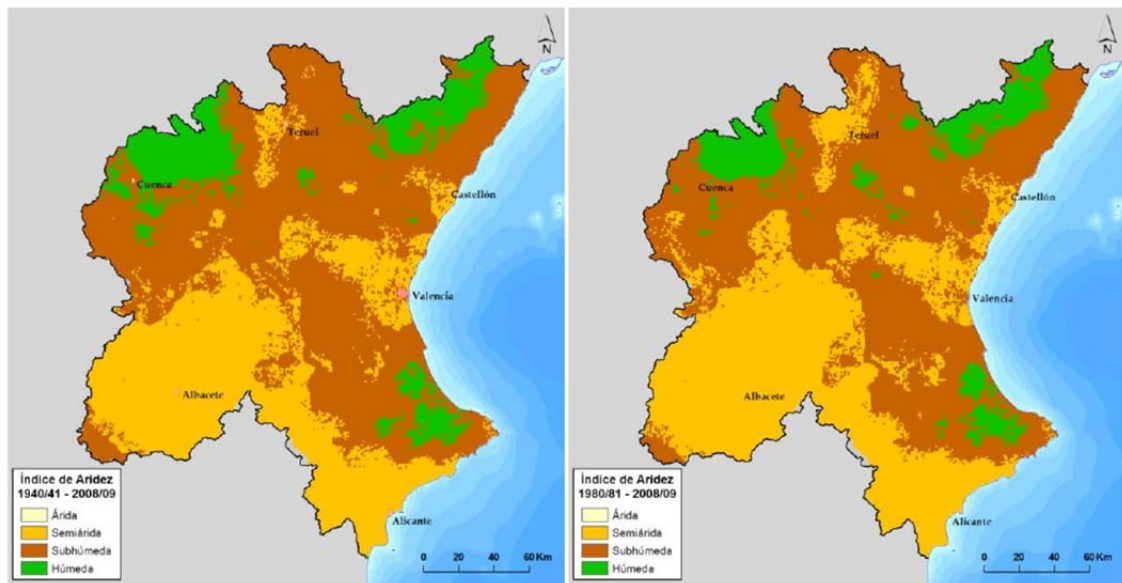 N
Teruel
Cuenca
Castellón
Valencia
Albacete
Alicante
Índice de Aridez
1940/41 - 2008/09
Árida
Semiárida
Subhúmeda
Húmeda
0 20 40 60 Km
N
Teruel
Cuenca
Castellón
Valencia
Albacete
Alicante
Índice de Aridez
1980/81 - 2008/09
Árida
Semiárida
Subhúmeda
Húmeda
0 20 40 60 Km